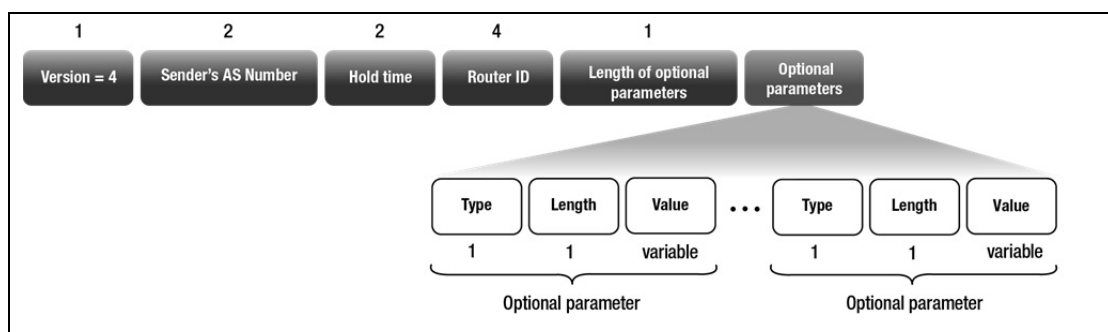 1 2 2 4 1
Version = 4 Sender's AS Number Hold time Router ID Length of optional parameters Optional parameters
Type Length Value ... Type Length Value
1 1 variable 1 1 variable
Optional parameter Optional parameter